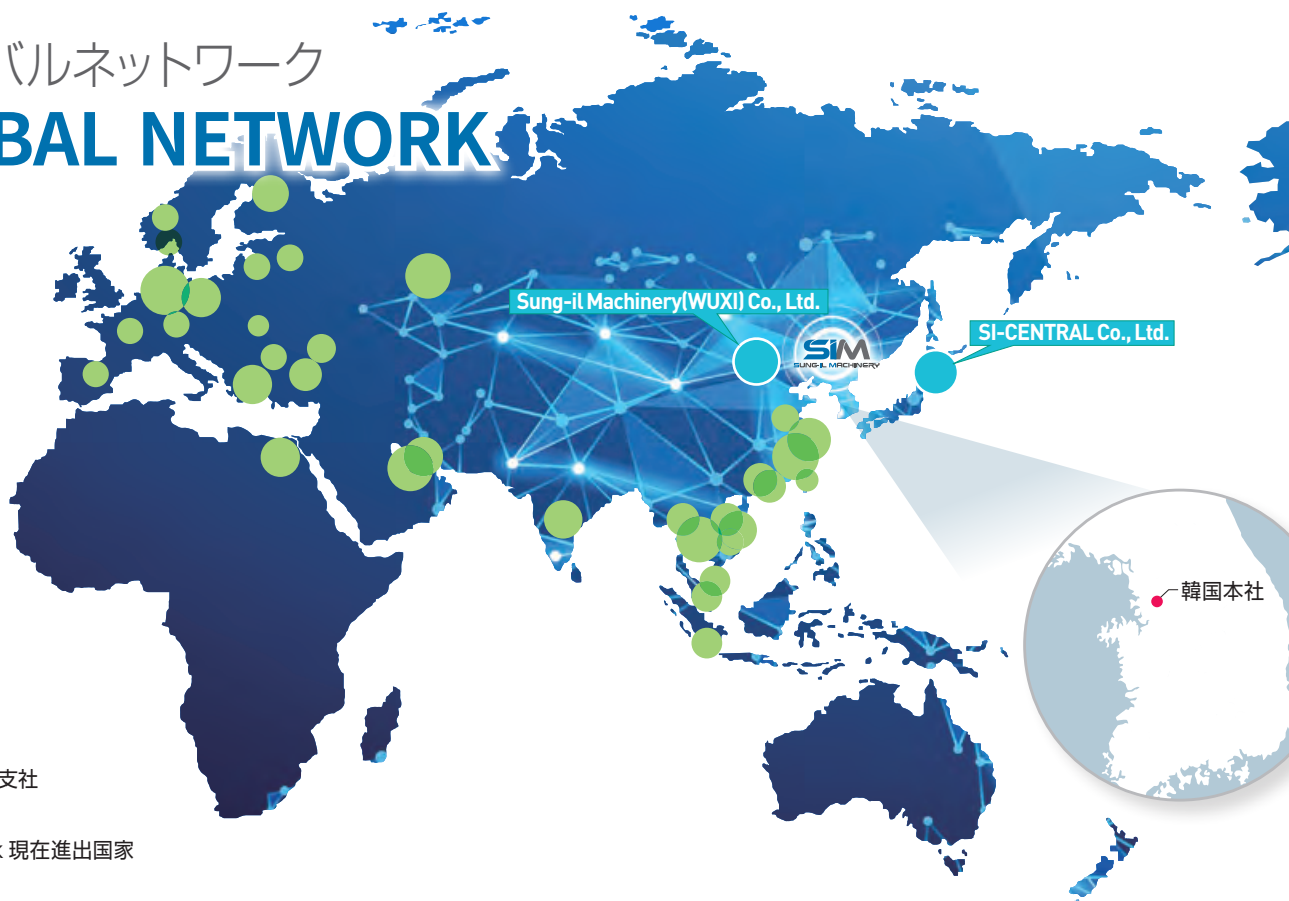 バルネットワーク
BAL NETWORK
Sung-il Machinery(WUXI) Co., Ltd.
SIM
SUNG-IL MACHINERY
SI-CENTRAL Co., Ltd.
韓国本社
支社
現在進出国家